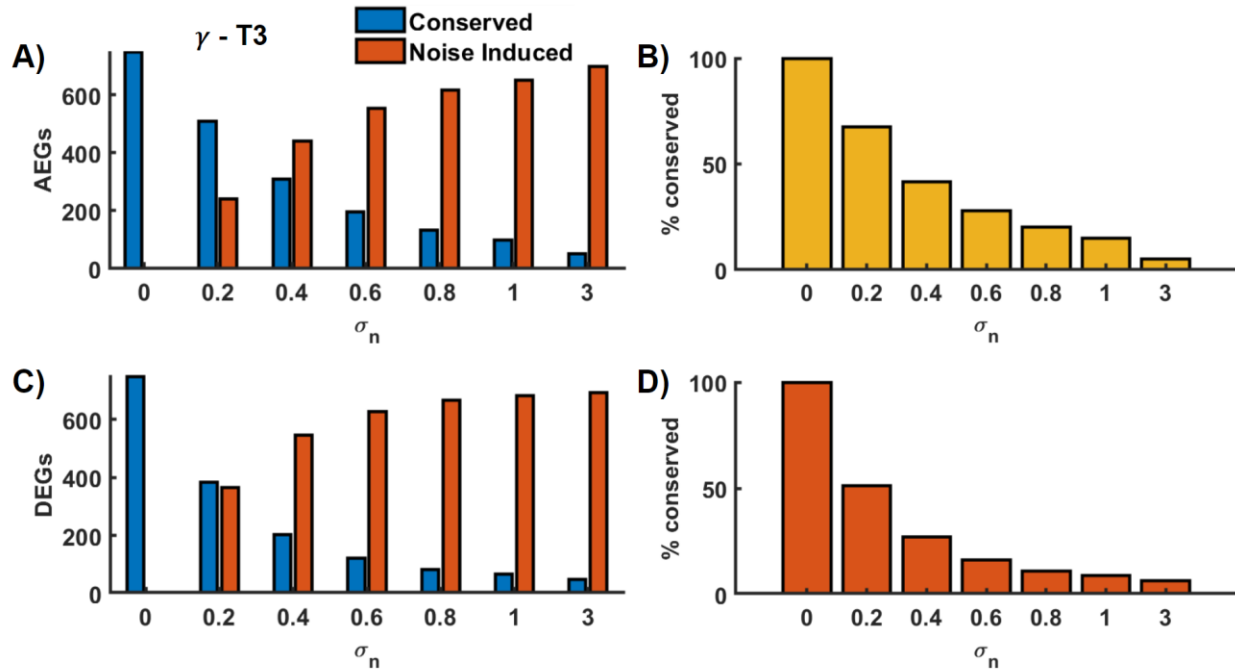 γ - T3
Conserved
Noise Induced
A)
AEGs
600
400
200
0
0 0.2 0.4 0.6 0.8 1 3
σn
B)
% conserved
100
50
0
0 0.2 0.4 0.6 0.8 1 3
σn
C)
DEGs
600
400
200
0
0 0.2 0.4 0.6 0.8 1 3
σn
D)
% conserved
100
50
0
0 0.2 0.4 0.6 0.8 1 3
σn